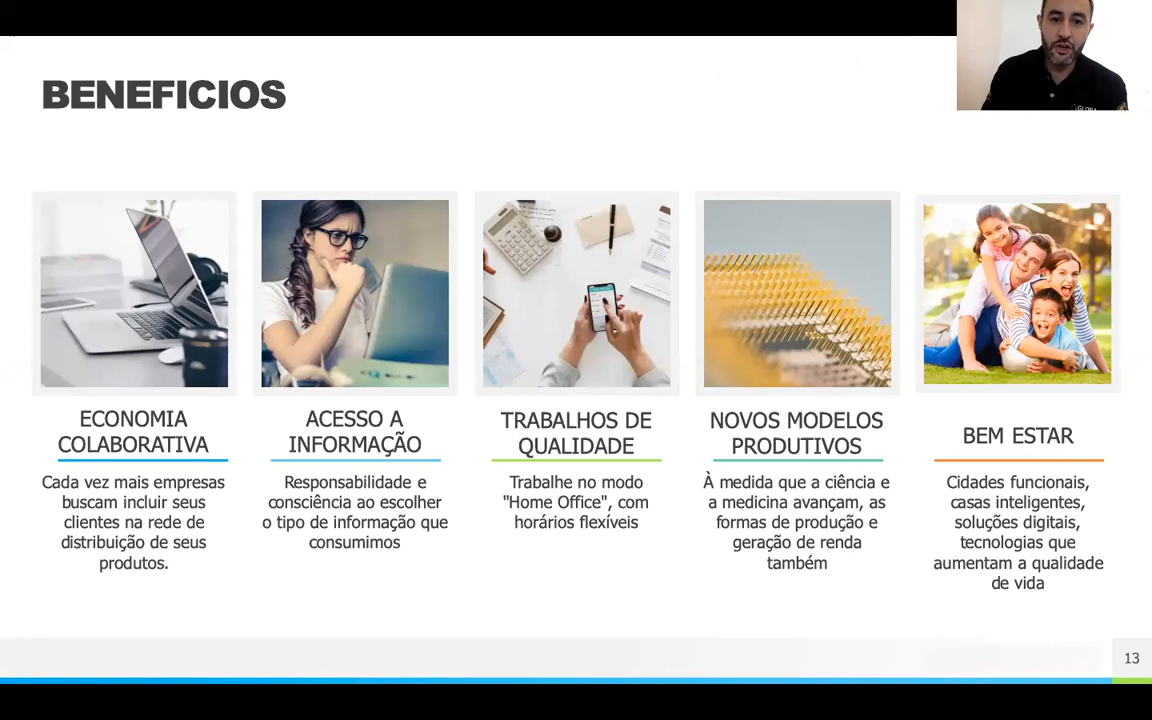 BENEFICIOS
ECONOMIA
COLABORATIVA
Cada vez mais empresas
buscam incluir seus
clientes na rede de
distribuição de seus
produtos.
ACESSO A
INFORMAÇÃO
Responsabilidade e
consciência ao escolher
o tipo de informação que
consumimos
TRABALHOS DE
QUALIDADE
Trabalhe no modo
"Home Office", com
horários flexíveis
NOVOS MODELOS
PRODUTIVOS
À medida que a ciência e
a medicina avançam, as
formas de produção e
geração de renda
também
BEM ESTAR
Cidades funcionais,
casas inteligentes,
soluções digitais,
tecnologias que
aumentam a qualidade
de vida
13